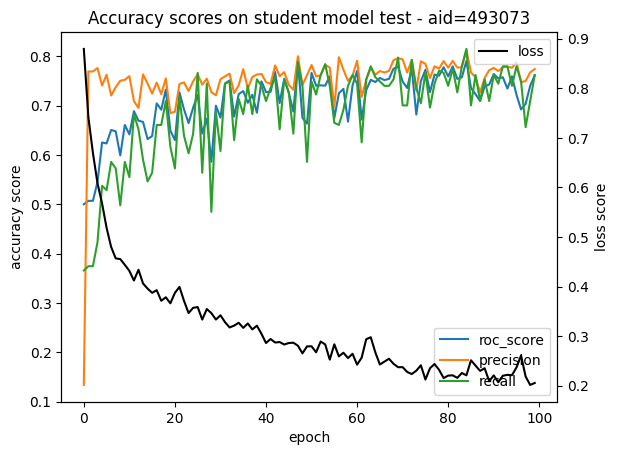 Accuracy scores on student model test - aid=493073
accuracy score
0.8
0.7
0.6
0.5
0.4
0.3
0.2
0.1
0.9
0.8
0.7
0.6
0.5
0.4
0.3
0.2
loss score
loss
roc_score
precision
recall
0
20
40
60
80
100
epoch